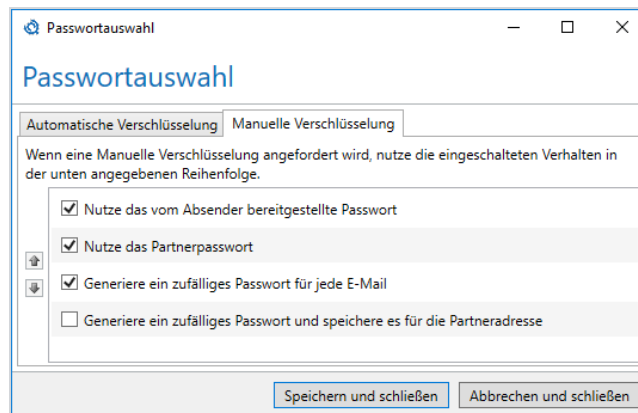 Passwortauswahl
Passwortauswahl
Automatische Verschlüsselung
Manuelle Verschlüsselung
Wenn eine Manuelle Verschlüsselung angefordert wird, nutze die eingeschalteten Verhalten in
der unten angegebenen Reihenfolge.
Nutze das vom Absender bereitgestellte Passwort
Nutze das Partnerpasswort
Generiere ein zufälliges Passwort für jede E-Mail
Generiere ein zufälliges Passwort und speichere es für die Partneradresse
Speichern und schließen
Abbrechen und schließen